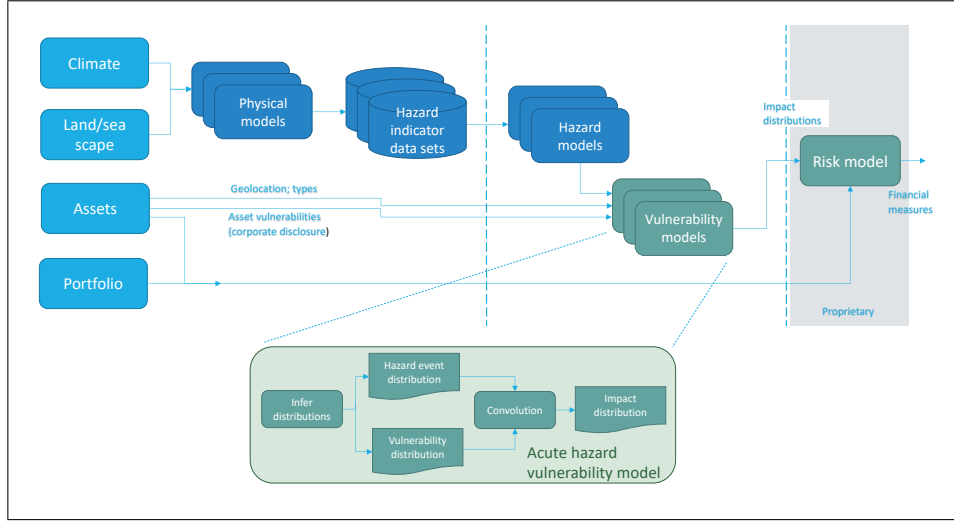 Climate
Land/sea
scape
Assets
Portfolio
Physical
models
Hazard
indicator
data sets
Hazard
models
Impact
distributions
Risk model
Financial
measures
Geolocation; types
Asset vulnerabilities
(corporate disclosure)
Vulnerability
models
Proprietary
Infer
distributions
Hazard event
distribution
Vulnerability
distribution
Convolution
Impact
distribution
Acute hazard
vulnerability model